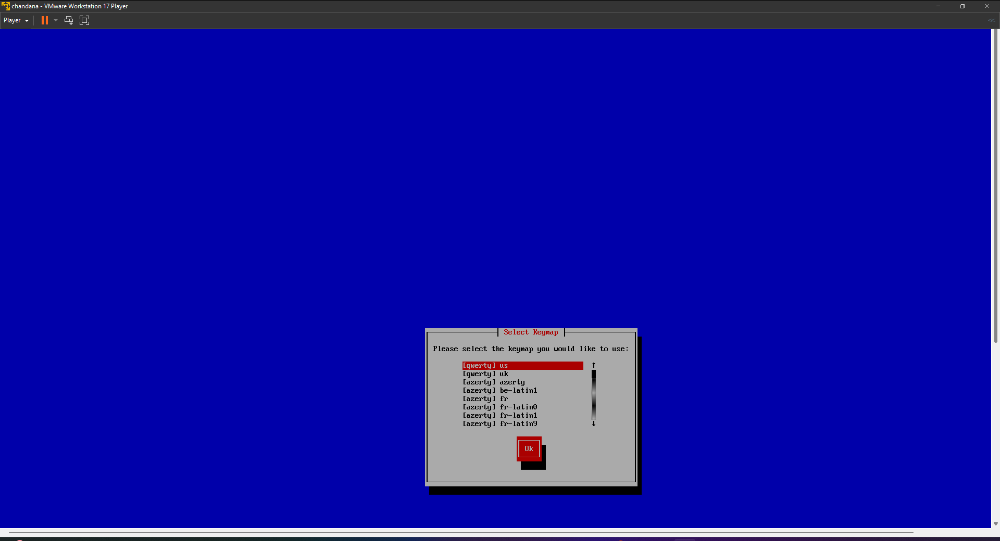 chandana - VMware Workstation 17 Player
Player
Select Keymap
Please select the keymap you would like to use:
[qwerty] us
[qwerty] uk
[azerty] azerty
[azerty] be-latin1
[azerty] fr
[azerty] fr-latin0
[azerty] fr-latin1
[azerty] fr-latin9
Ok